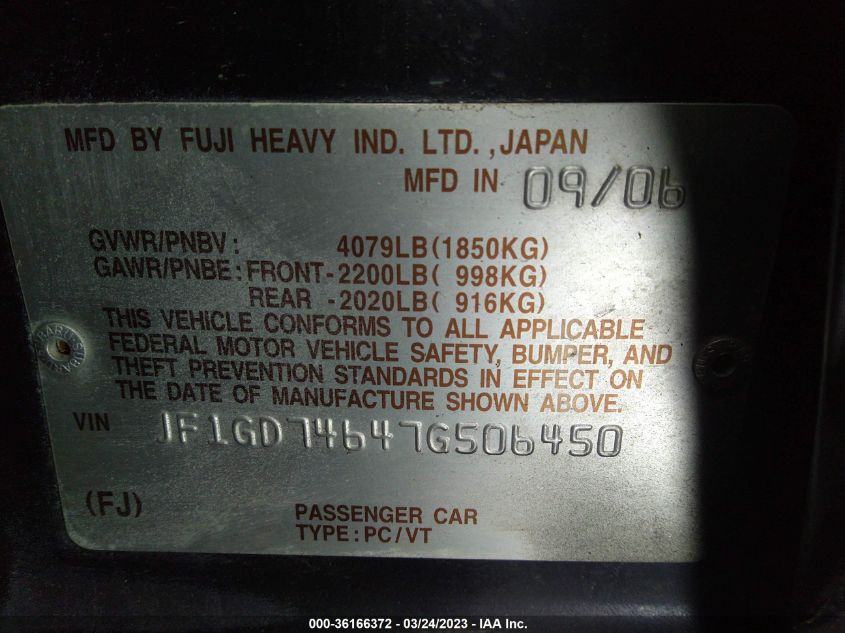 MFD BY FUJI HEAVY IND. LTD., JAPAN
MFD IN 09/06
GVWR/PNBV: 4079LB(1850KG)
GAWR/PNBE: FRONT-2200LB( 998KG)
REAR -2020LB( 916KG)
THIS VEHICLE CONFORMS TO ALL APPLICABLE
FEDERAL MOTOR VEHICLE SAFETY, BUMPER, AND
THEFT PREVENTION STANDARDS IN EFFECT ON
THE DATE OF MANUFACTURE SHOWN ABOVE.
VIN JF1GD74647G506450
(FJ) PASSENGER CAR
TYPE: PC/VT
000-36166372 - 03/24/2023 - IAA Inc.